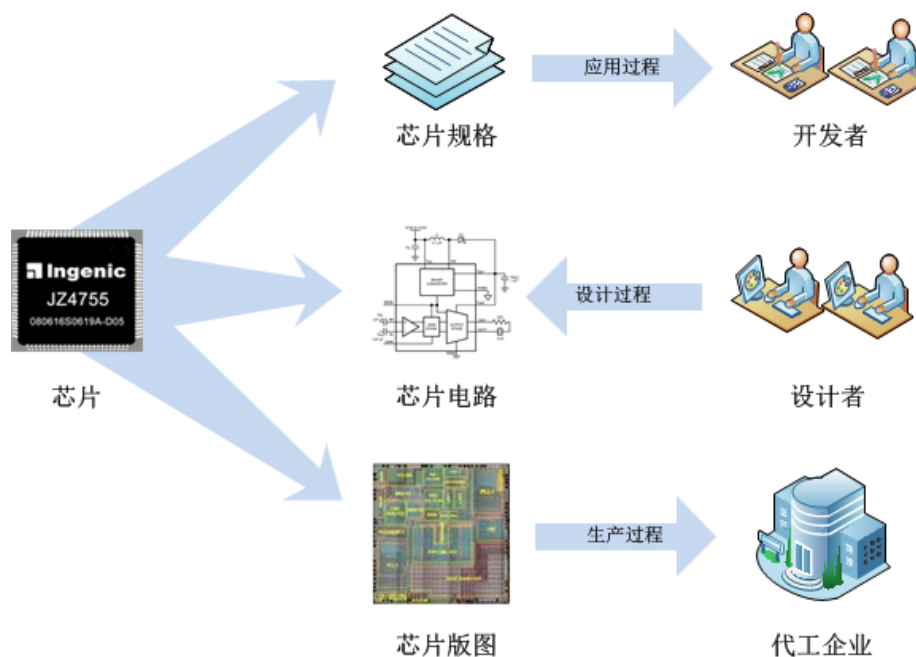 芯片规格
应用过程
开发者
Ingenic
JZ4755
080616S0619A-D05
芯片
芯片电路
设计过程
设计者
芯片版图
生产过程
代工企业